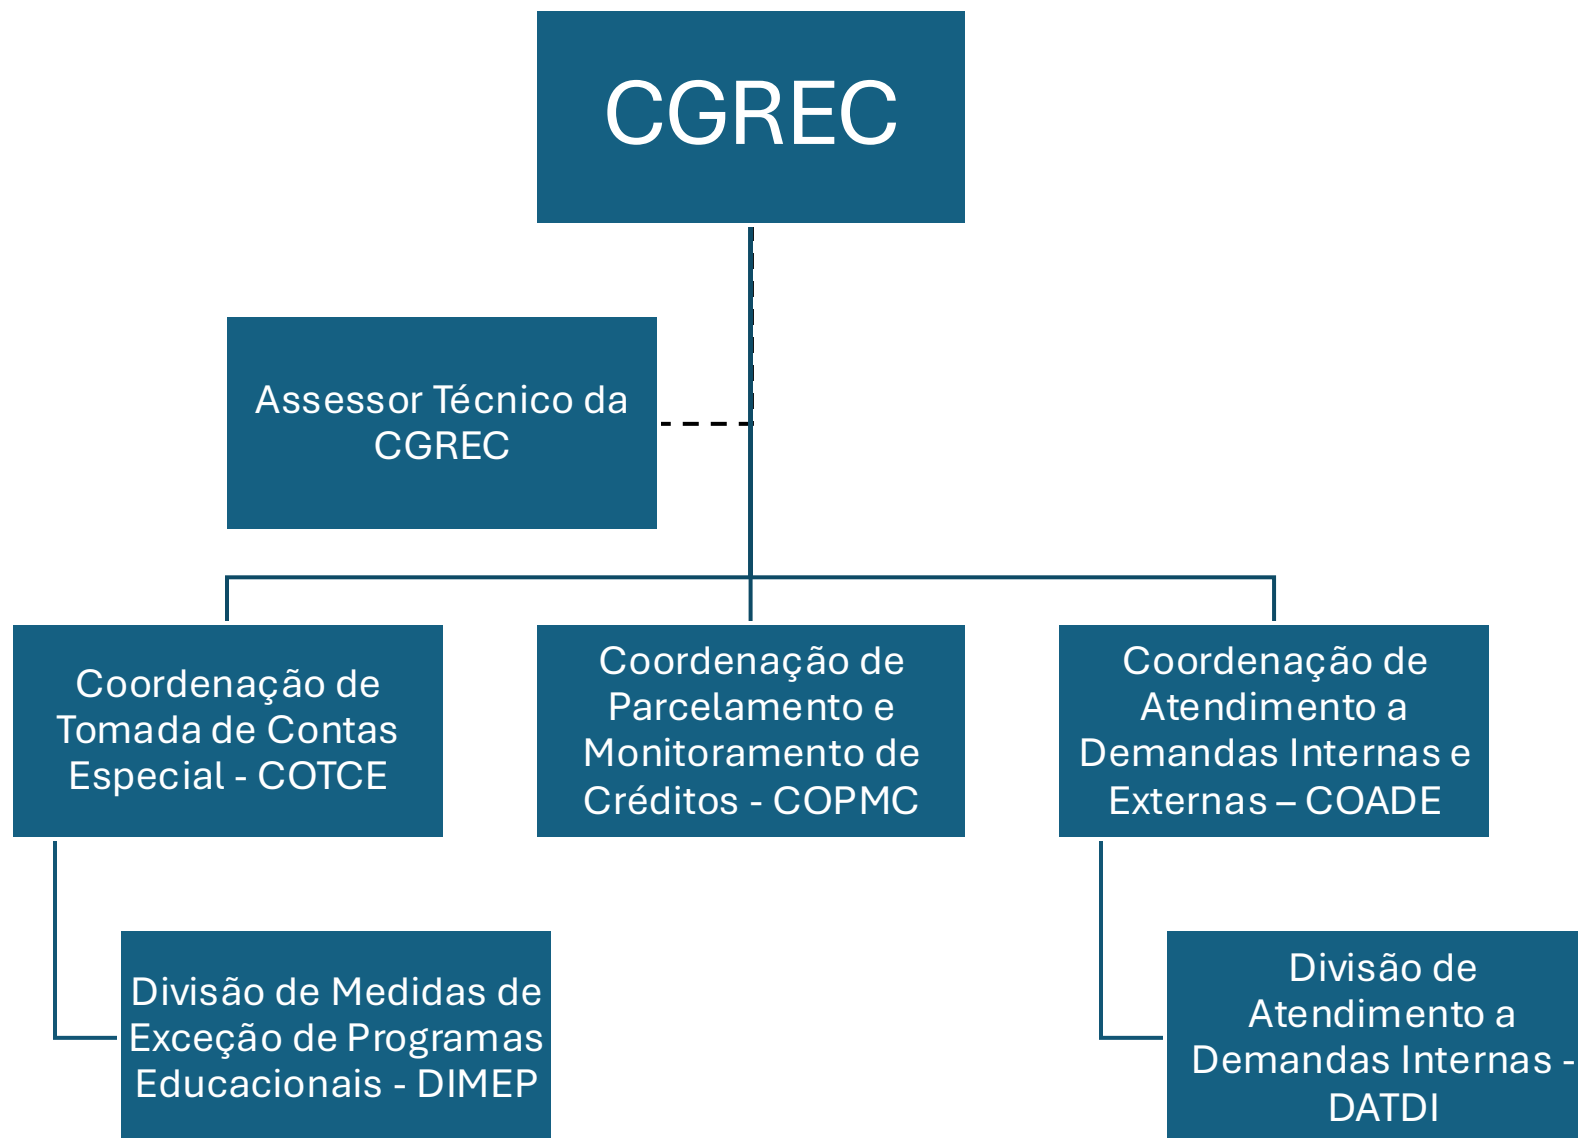 CGREC
Assessor Técnico da
CGREC
Coordenação de
Tomada de Contas
Especial - COTCE
Coordenação de
Parcelamento e
Monitoramento de
Créditos - COPMC
Coordenação de
Atendimento a
Demandas Internas e
Externas – COADE
Divisão de Medidas de
Exceção de Programas
Educacionais - DIMEP
Divisão de
Atendimento a
Demandas Internas -
DATDI